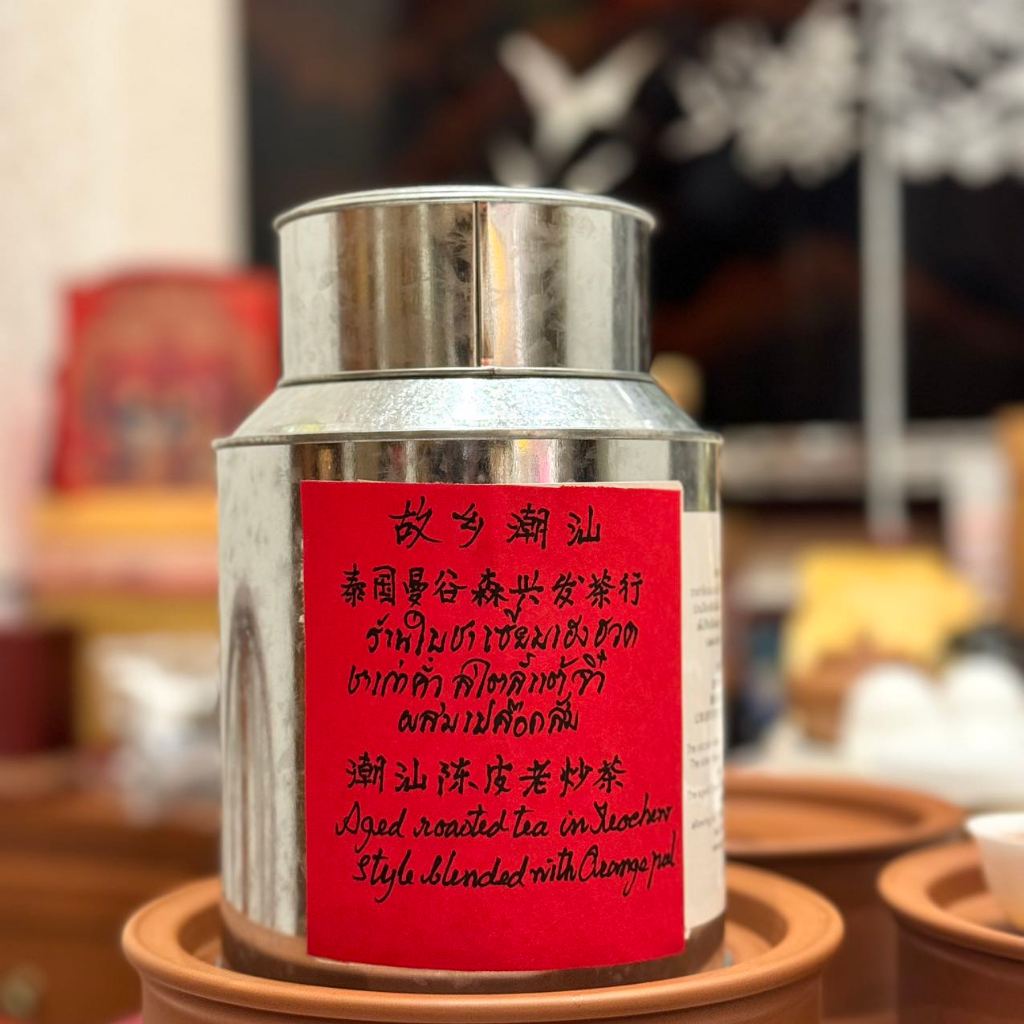 故乡潮汕
泰国曼谷森兴发茶行
ร้านใบชาเซี่ยมเฮงฮวด
ชาเก่าคั่วสไตล์แต้จิ๋ว
ผสมเปลือกส้ม
潮汕陈皮老炒茶
Aged roasted tea in Teochew
Style blended with Orange peel